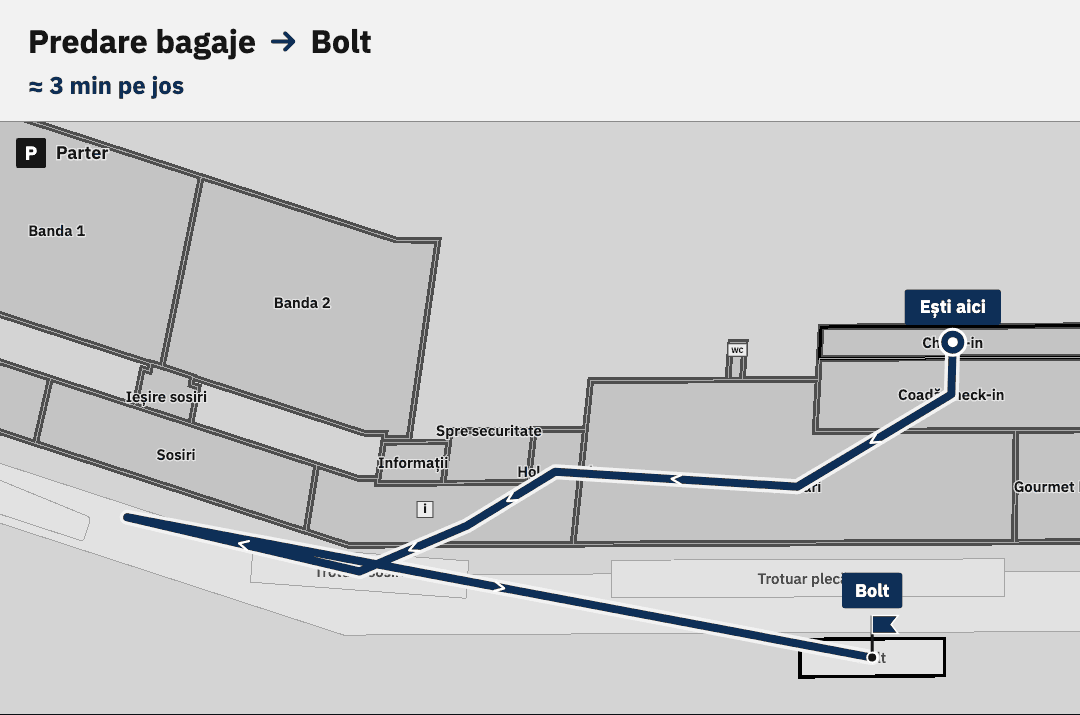 Predare bagaje → Bolt
≈ 3 min pe jos
P Parter
Banda 1
Banda 2
Ești aici
wc
Ieșire sosiri
Spre securitate
Informații
Sosiri
Hol
i
Gourmet
Trotuar
Bolt